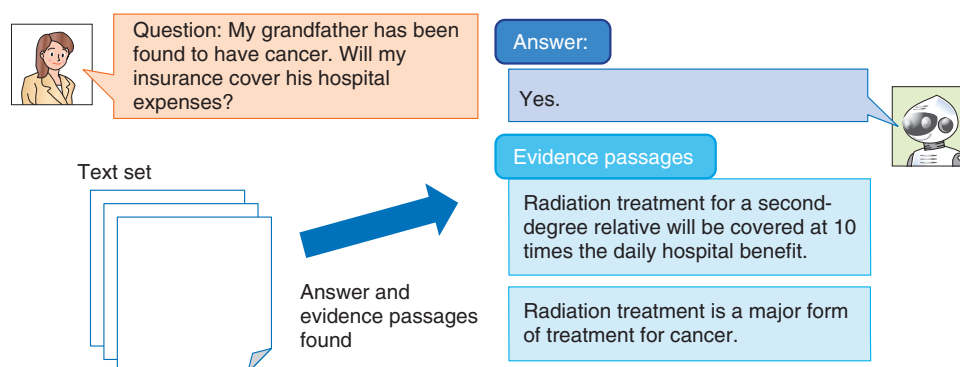 Question: My grandfather has been
found to have cancer. Will my
insurance cover his hospital
expenses?
Answer:
Yes.
Text set
Answer and
evidence passages
found
Evidence passages
Radiation treatment for a second-
degree relative will be covered at 10
times the daily hospital benefit.
Radiation treatment is a major form
of treatment for cancer.